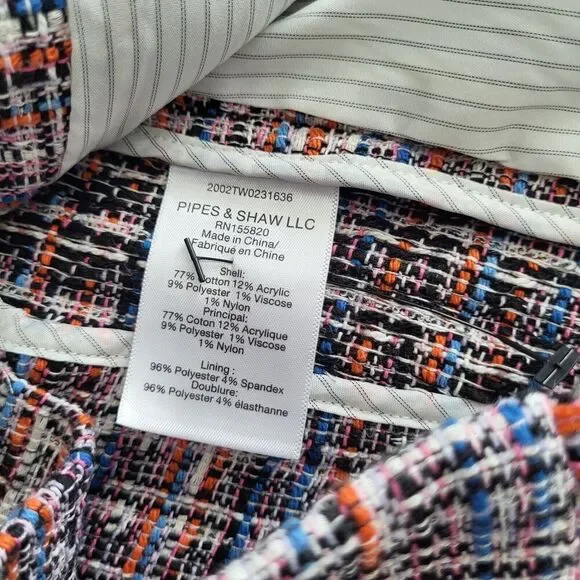 2002TW0231636
PIPES & SHAW LLC
RN155820
Made in China/
Fabriqué en Chine
Shell:
77% Cotton 12% Acrylic
9% Polyester 1% Viscose
1% Nylon
Principal:
77% Coton 12% Acrylique
9% Polyester 1% Viscose
1% Nylon
Lining :
96% Polyester 4% Spandex
Doublure:
96% Polyester 4% élasthanne